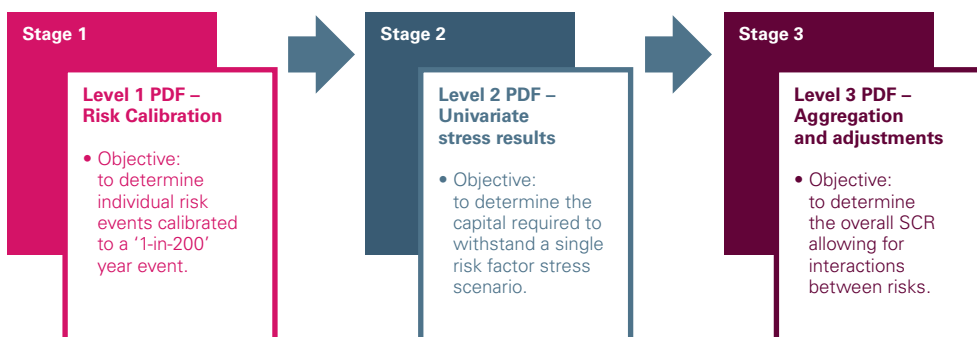 Stage 1
Level 1 PDF –
Risk Calibration
• Objective:
to determine
individual risk
events calibrated
to a ‘1-in-200’
year event.
Stage 2
Level 2 PDF –
Univariate
stress results
• Objective:
to determine the
capital required to
withstand a single
risk factor stress
scenario.
Stage 3
Level 3 PDF –
Aggregation
and adjustments
• Objective:
to determine
the overall SCR
allowing for
interactions
between risks.